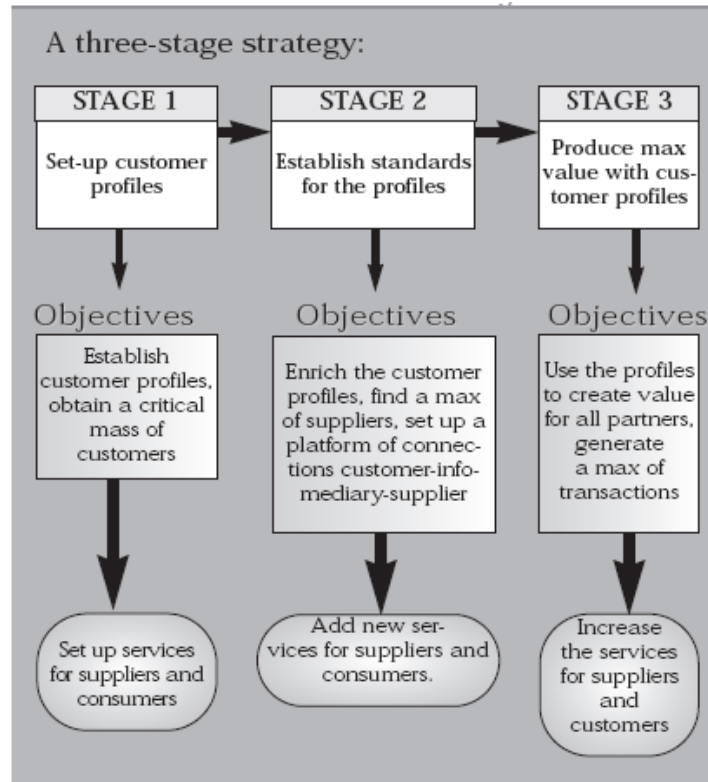 A three-stage strategy:
STAGE 1
Set-up customer
profiles
Objectives
Establish
customer profiles,
obtain a critical
mass of
customers
Set up services
for suppliers and
consumers
STAGE 2
Establish standards
for the profiles
Objectives
Enrich the customer
profiles, find a max
of suppliers, set up a
platform of connec-
tions customer-info-
mediary-supplier
Add new ser-
vices for suppliers and
consumers.
STAGE 3
Produce max
value with cus-
tomer profiles
Objectives
Use the profiles
to create value
for all partners,
generate
a max of
transactions
Increase
the services
for suppliers
and
customers